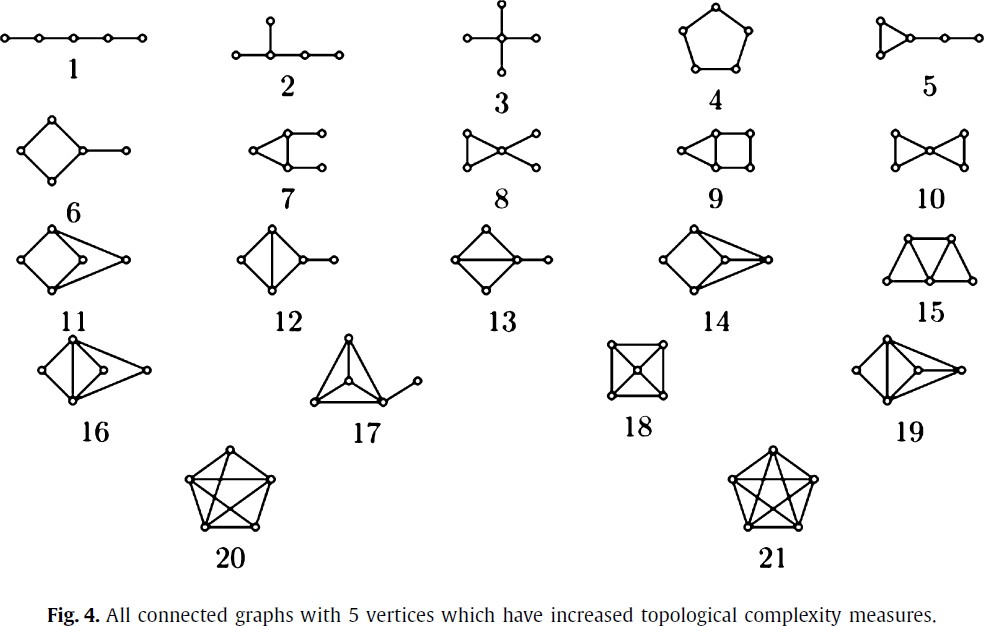 1 2 3 4 5
6 7 8 9 10
11 12 13 14 15
16 17 18 19
20 21
Fig. 4. All connected graphs with 5 vertices which have increased topological complexity measures.